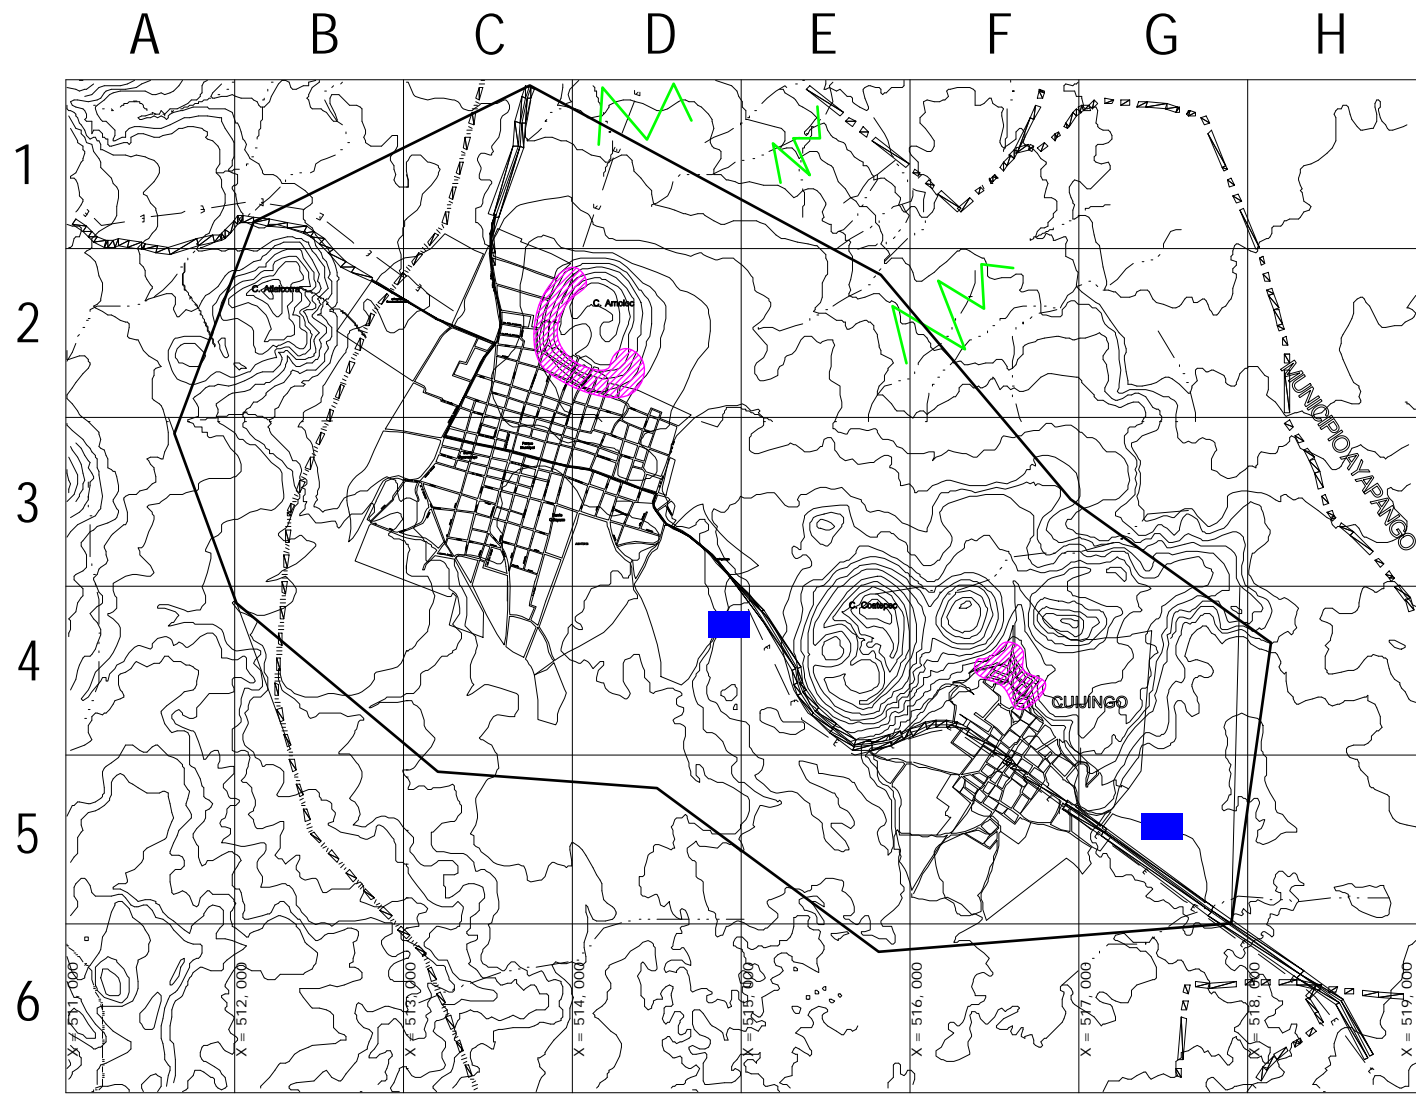 A B C D E F G H
1
2
3
4
5
6
C. Amolec
C. Coatepec
CUIJINGO
MUNICIPIO AYAPANGO
X = 511, 000
X = 512, 000
X = 513, 000
X = 514, 000
X = 515, 000
X = 516, 000
X = 517, 000
X = 518, 000
X = 519, 000